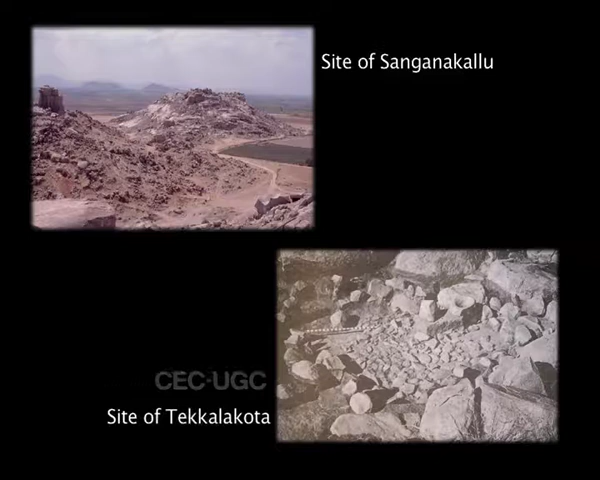 Site of Sanganakallu
CEC-UGC
Site of Tekkalakota